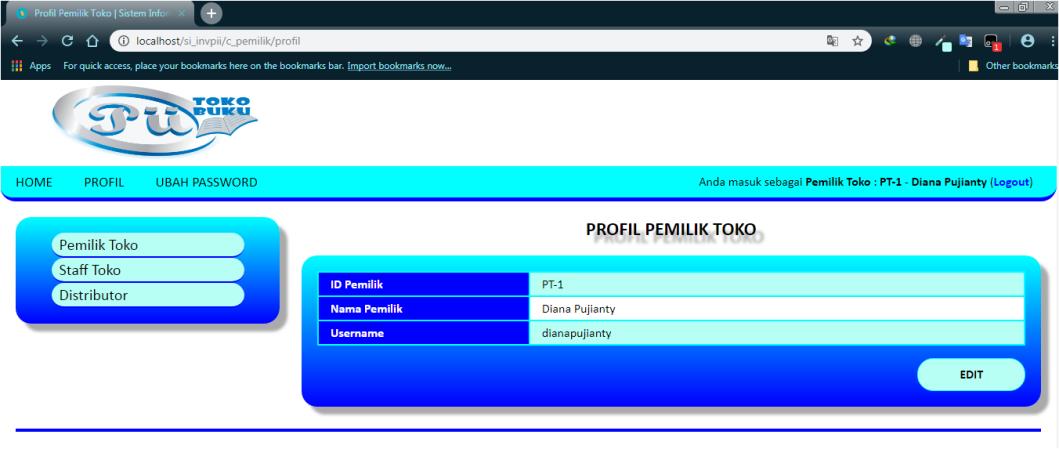 Profil Pemilik Toko | Sistem Infor
localhost/si_invpii/c_pemilik/profil
Apps For quick access, place your bookmarks here on the bookmarks bar. Import bookmarks now... Other bookmarks
1
Pii TOKO
BUKU
HOME PROFIL UBAH PASSWORD Anda masuk sebagai Pemilik Toko : PT-1 - Diana Pujianty (Logout)
PROFIL PEMILIK TOKO
Pemilik Toko
Staff Toko
Distributor
ID Pemilik PT-1
Nama Pemilik Diana Pujianty
Username dianapujianty
EDIT